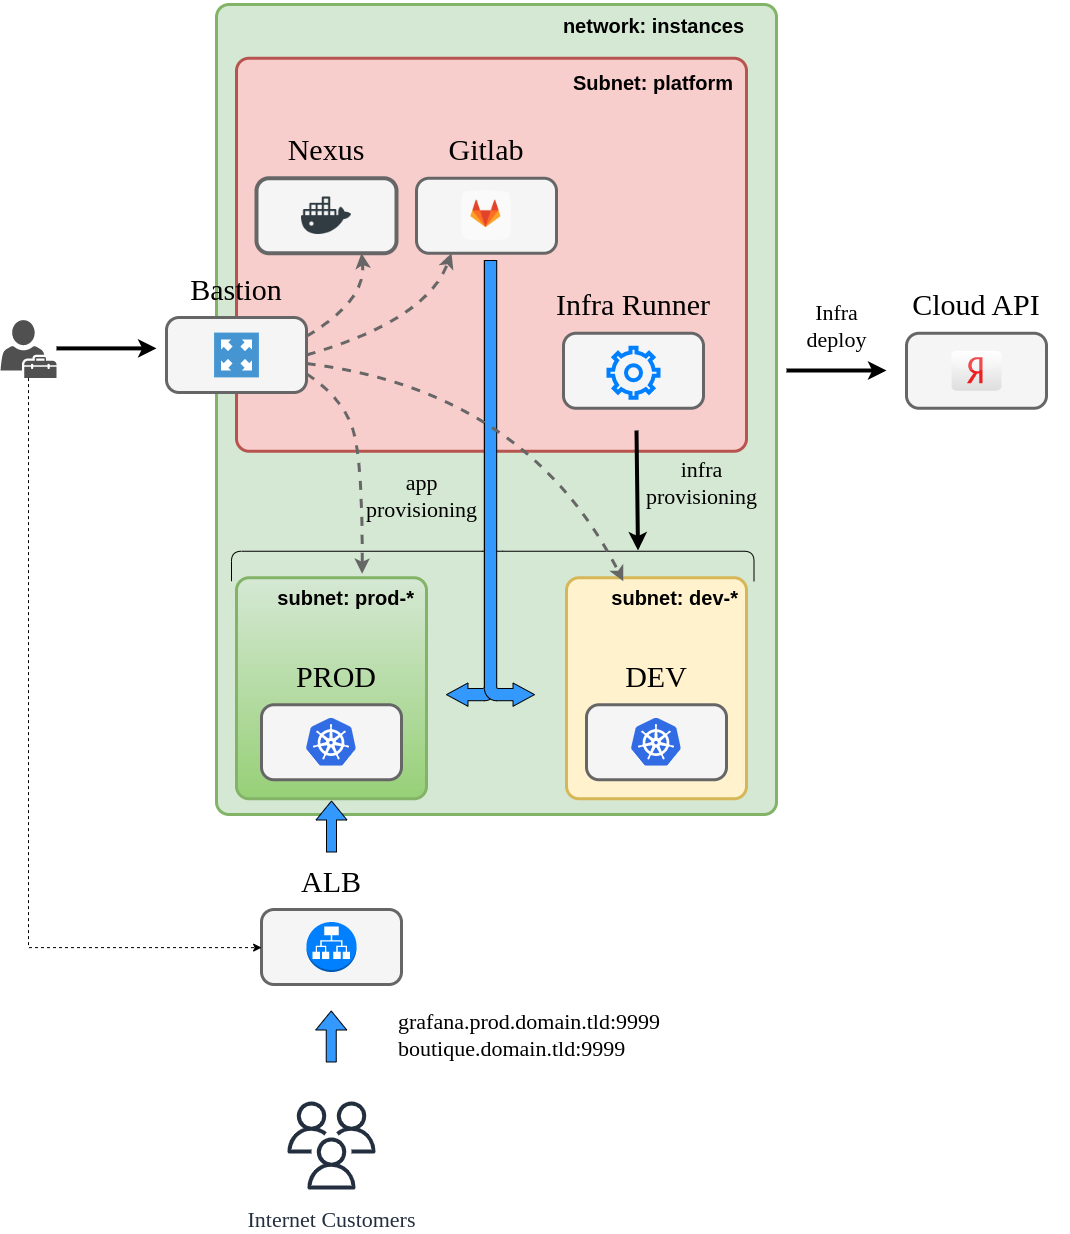 network: instances
Subnet: platform
Nexus
Gitlab
Bastion
Infra Runner
Infra
deploy
Cloud API
Я
app
provisioning
infra
provisioning
subnet: prod-*
subnet: dev-*
PROD
DEV
ALB
grafana.prod.domain.tld:9999
boutique.domain.tld:9999
Internet Customers